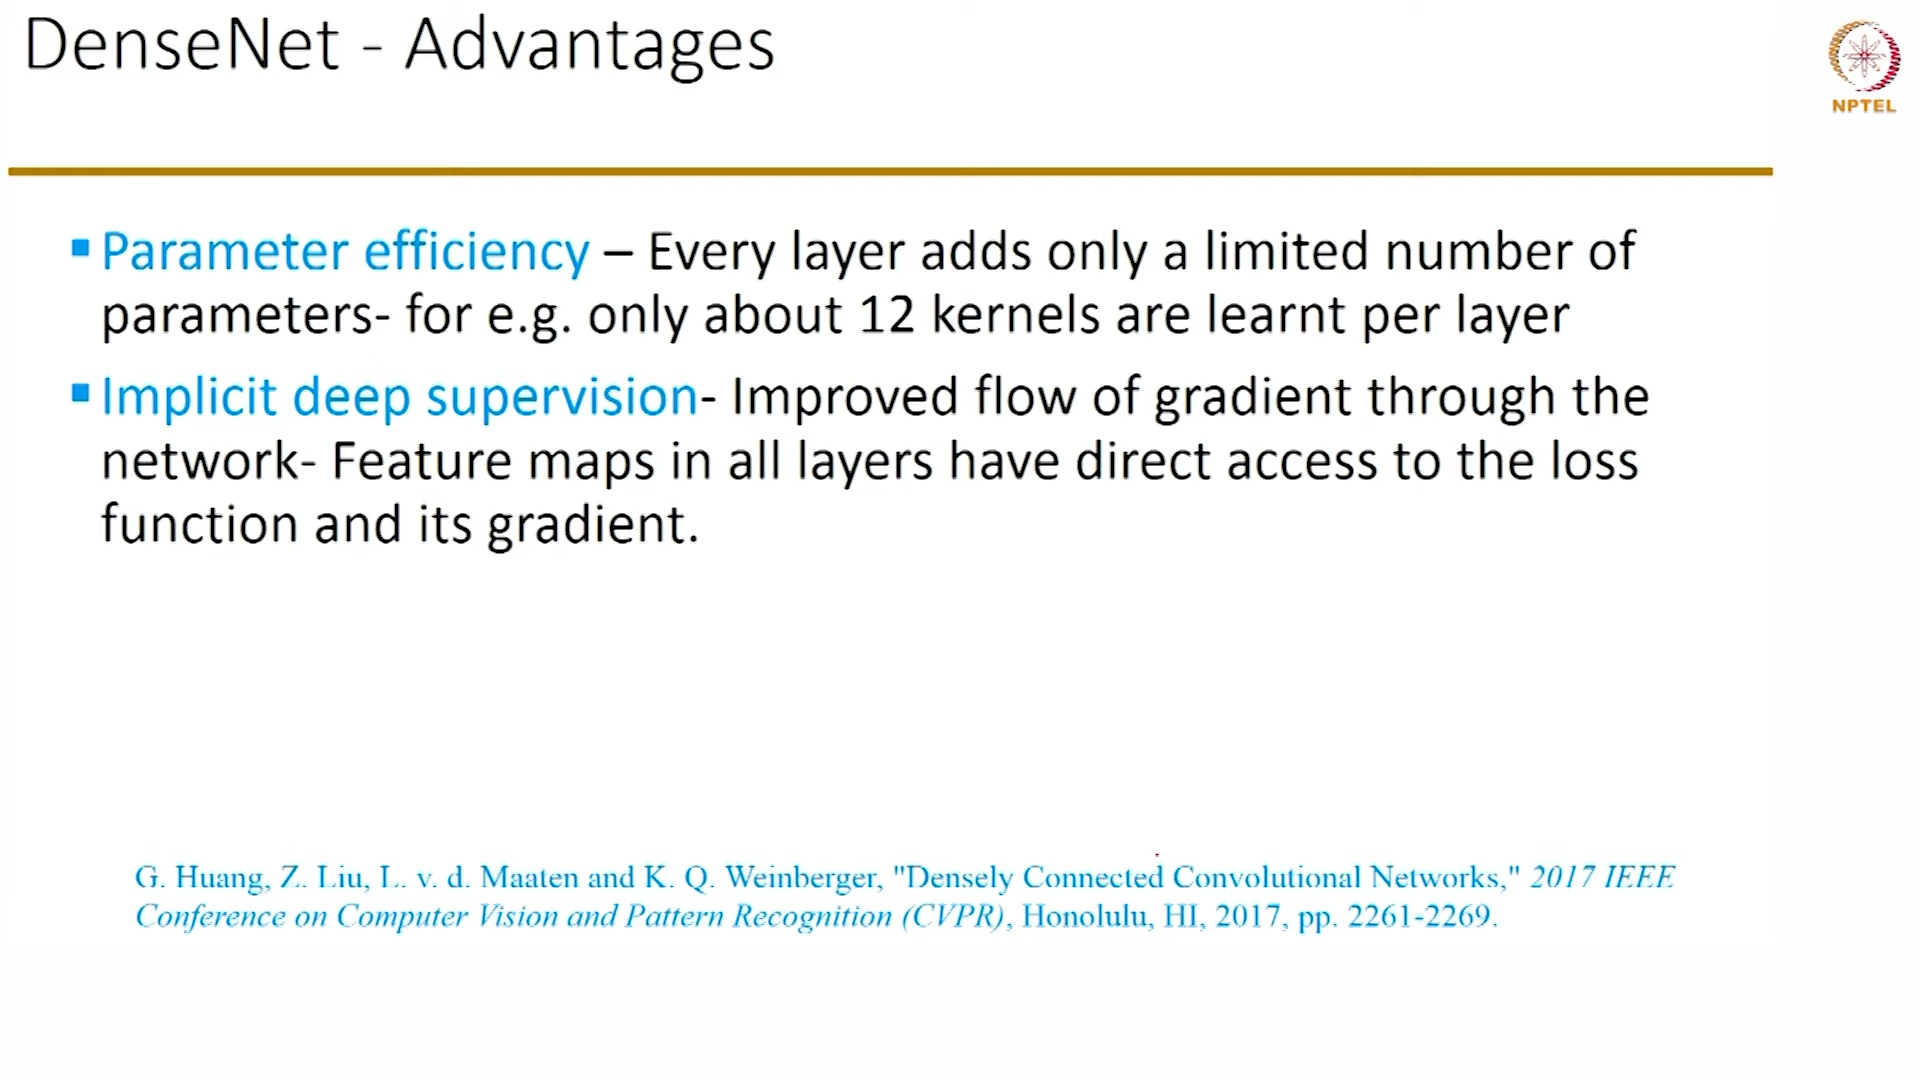 DenseNet - Advantages
NPTEL
▪ Parameter efficiency – Every layer adds only a limited number of
parameters- for e.g. only about 12 kernels are learnt per layer
▪ Implicit deep supervision- Improved flow of gradient through the
network- Feature maps in all layers have direct access to the loss
function and its gradient.
G. Huang, Z. Liu, L. v. d. Maaten and K. Q. Weinberger, "Densely Connected Convolutional Networks," 2017 IEEE
Conference on Computer Vision and Pattern Recognition (CVPR), Honolulu, HI, 2017, pp. 2261-2269.